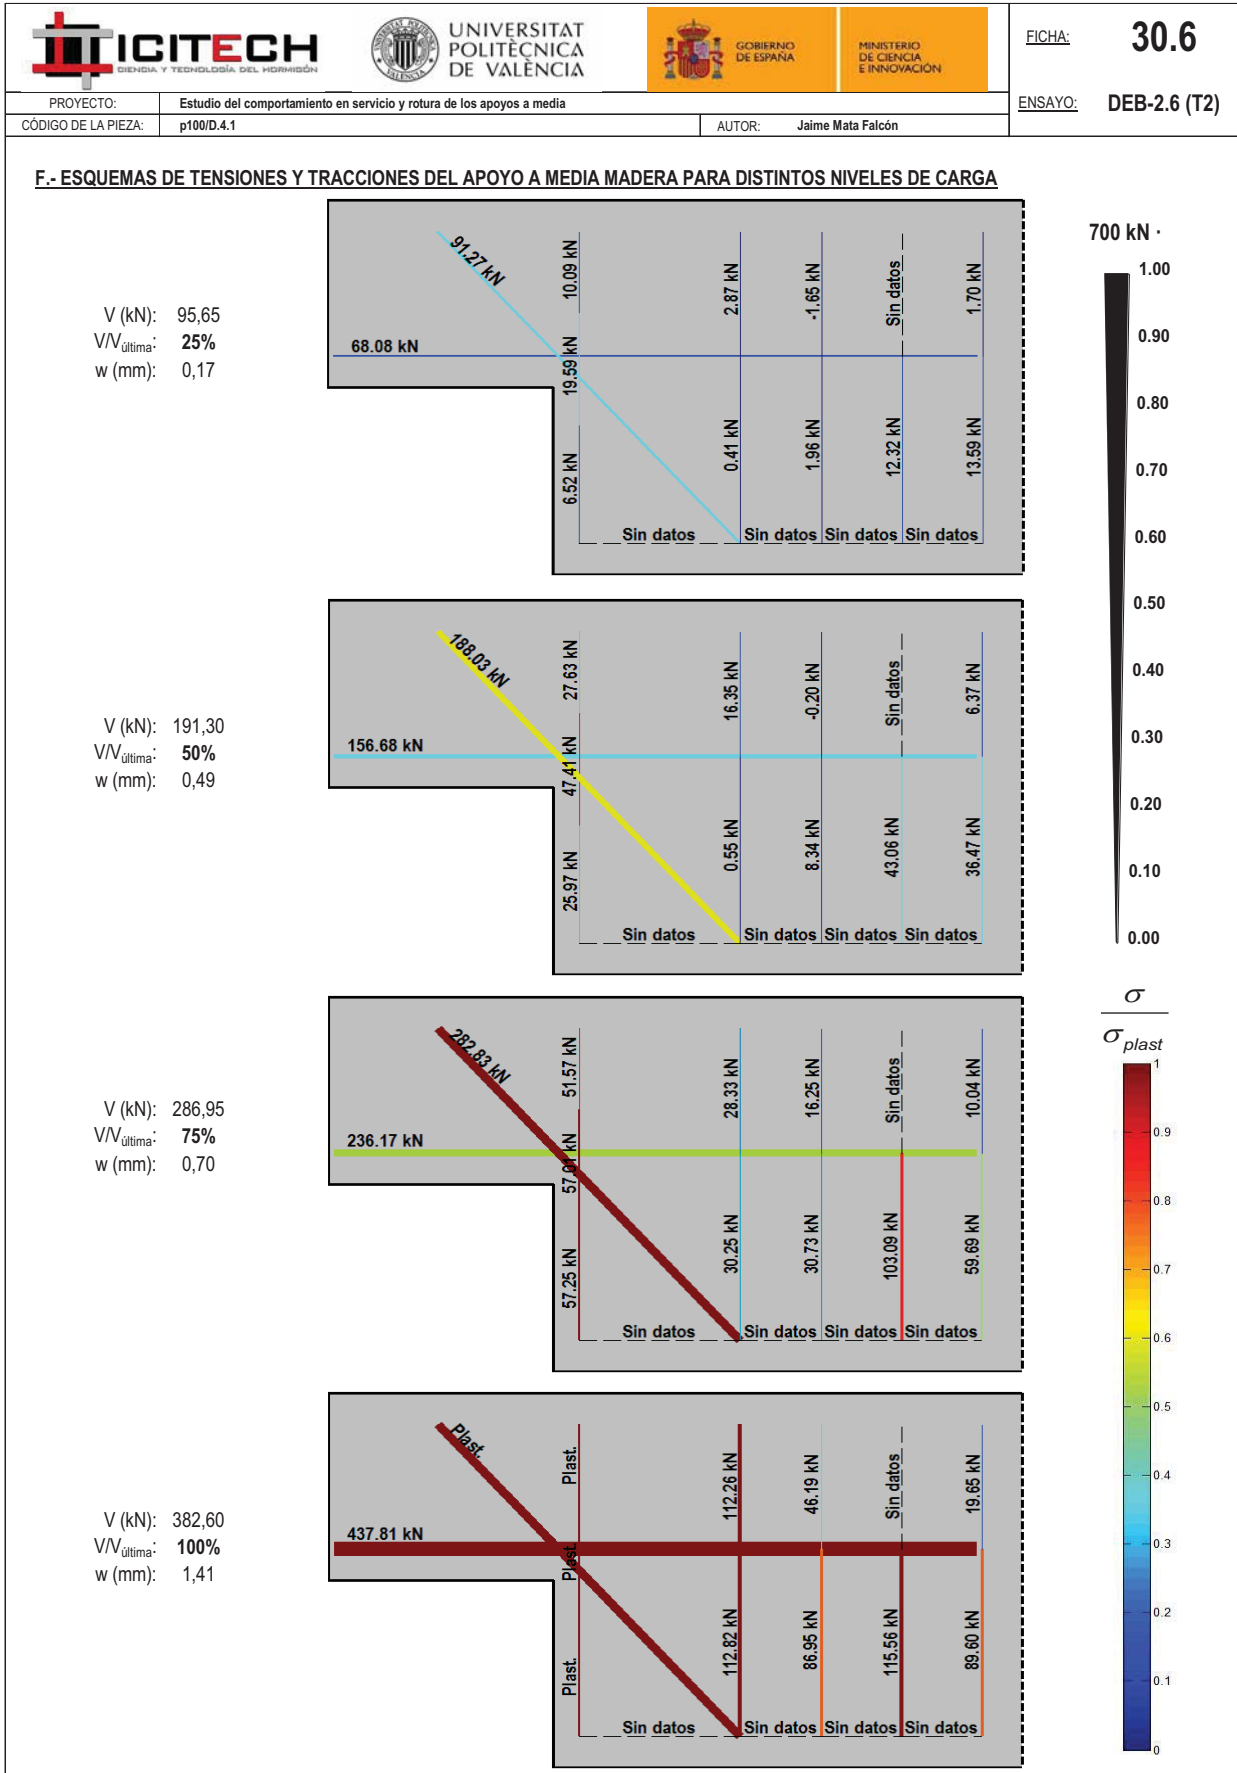 ICITECH
CIENCIA Y TECNOLOGÍA DEL HORMIGÓN
UNIVERSITAT
POLITÈCNICA
DE VALÈNCIA
GOBIERNO
DE ESPAÑA
MINISTERIO
DE CIENCIA
E INNOVACIÓN
FICHA: 30.6
PROYECTO: Estudio del comportamiento en servicio y rotura de los apoyos a media
ENSAYO: DEB-2.6 (T2)
CÓDIGO DE LA PIEZA: p100/D.4.1
AUTOR: Jaime Mata Falcón
F.- ESQUEMAS DE TENSIONES Y TRACCIONES DEL APOYO A MEDIA MADERA PARA DISTINTOS NIVELES DE CARGA
V (kN): 95,65
V/Vúltima: 25%
w (mm): 0,17
91.27 kN
10.09 kN
2.87 kN
-1.65 kN
Sin datos
1.70 kN
68.08 kN
19.59 kN
6.52 kN
0.41 kN
1.96 kN
12.32 kN
13.59 kN
Sin datos
Sin datos
Sin datos
Sin datos
V (kN): 191,30
V/Vúltima: 50%
w (mm): 0,49
188.03 kN
27.63 kN
16.35 kN
-0.20 kN
Sin datos
6.37 kN
156.68 kN
47.41 kN
25.97 kN
0.55 kN
8.34 kN
43.06 kN
36.47 kN
Sin datos
Sin datos
Sin datos
Sin datos
V (kN): 286,95
V/Vúltima: 75%
w (mm): 0,70
282.83 kN
51.57 kN
28.33 kN
16.25 kN
Sin datos
10.04 kN
236.17 kN
57.01 kN
57.25 kN
30.25 kN
30.73 kN
103.09 kN
59.69 kN
Sin datos
Sin datos
Sin datos
Sin datos
V (kN): 382,60
V/Vúltima: 100%
w (mm): 1,41
Plast.
Plast.
112.26 kN
46.19 kN
Sin datos
19.65 kN
437.81 kN
Plast.
Plast.
112.82 kN
86.95 kN
115.56 kN
89.60 kN
Sin datos
Sin datos
Sin datos
Sin datos
700 kN ·
1.00
0.90
0.80
0.70
0.60
0.50
0.40
0.30
0.20
0.10
0.00
σ
σplast
1
0.9
0.8
0.7
0.6
0.5
0.4
0.3
0.2
0.1
0